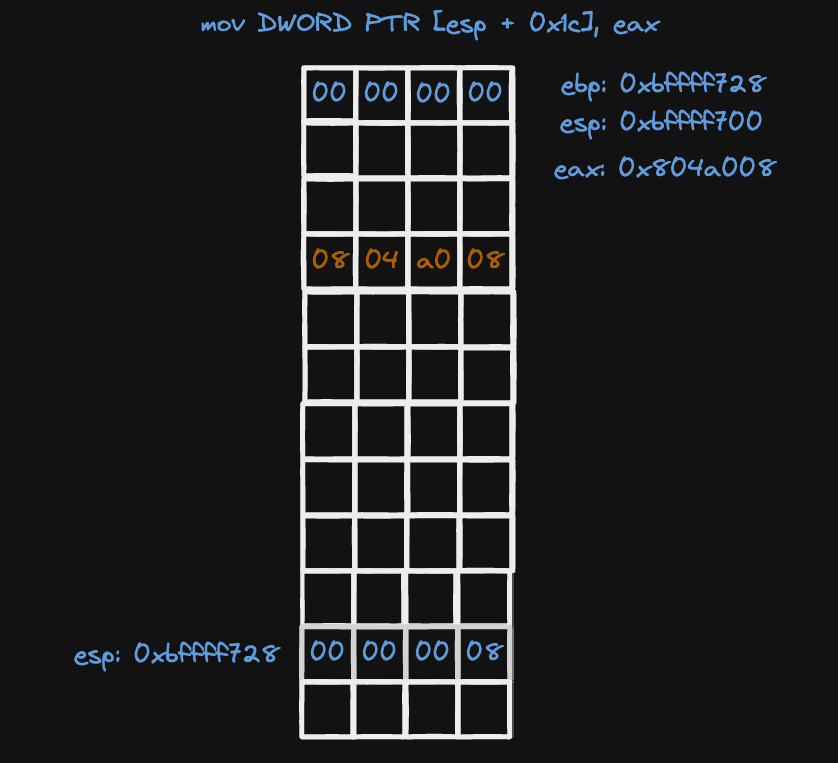 mov DWORD PTR [esp + 0x1c], eax
00 00 00 00
ebp: 0xbffff728
esp: 0xbffff700
eax: 0x804a008
08 04 a0 08
esp: 0xbffff728 00 00 00 08